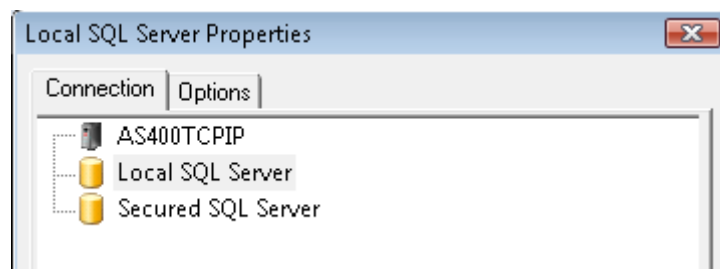 Local SQL Server Properties
Connection Options
AS400TCPIP
Local SQL Server
Secured SQL Server